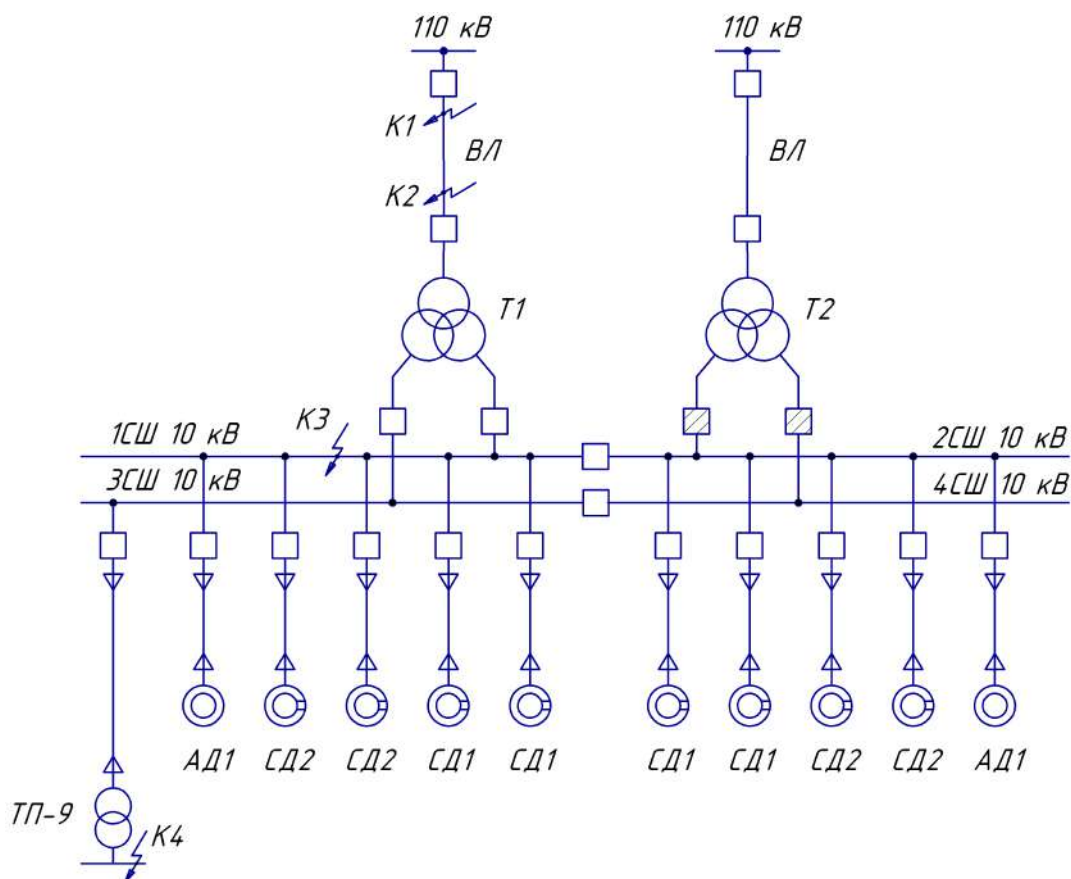 110 кВ
110 кВ
К1
ВЛ
ВЛ
К2
Т1
Т2
К3
1СШ 10 кВ
2СШ 10 кВ
3СШ 10 кВ
4СШ 10 кВ
АД1
СД2
СД2
СД1
СД1
СД1
СД1
СД2
СД2
АД1
ТП-9
К4